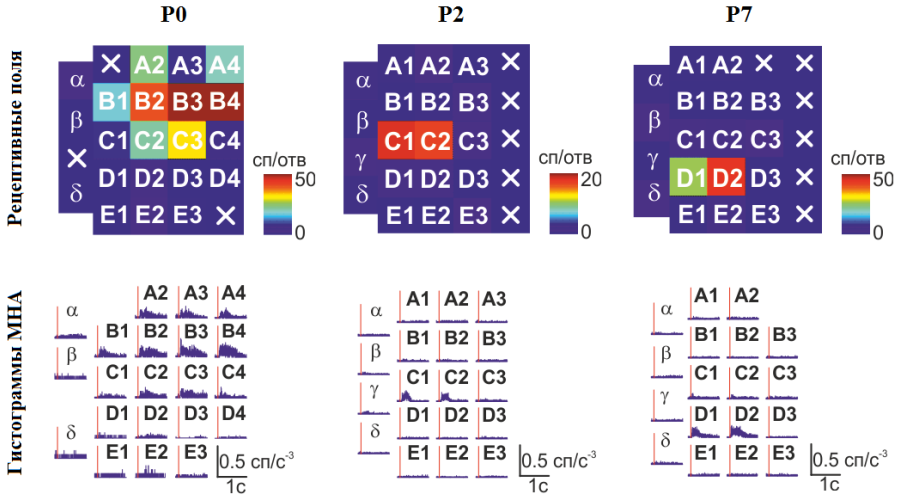 P0 P2 P7
Рецептивные поля
✕ A2 A3 A4
α
B1 B2 B3 B4
β
C1 C2 C3 C4
✕
D1 D2 D3 D4
δ
E1 E2 E3 ✕
сп/отв
50
0
A1 A2 A3 ✕
α
B1 B2 B3 ✕
β
C1 C2 C3 ✕
γ
D1 D2 D3 ✕
δ
E1 E2 E3 ✕
сп/отв
20
0
A1 A2 ✕ ✕
α
B1 B2 B3 ✕
β
C1 C2 C3 ✕
γ
D1 D2 D3 ✕
δ
E1 E2 E3 ✕
сп/отв
50
0
Гистограммы МНА
A2 A3 A4
α
B1 B2 B3 B4
β
C1 C2 C3 C4
D1 D2 D3 D4
δ
E1 E2 E3
0.5 сп/с⁻³
1с
A1 A2 A3
α
B1 B2 B3
β
C1 C2 C3
γ
D1 D2 D3
δ
E1 E2 E3
0.5 сп/с⁻³
1с
A1 A2
α
B1 B2 B3
β
C1 C2 C3
γ
D1 D2 D3
δ
E1 E2 E3
0.5 сп/с⁻³
1с